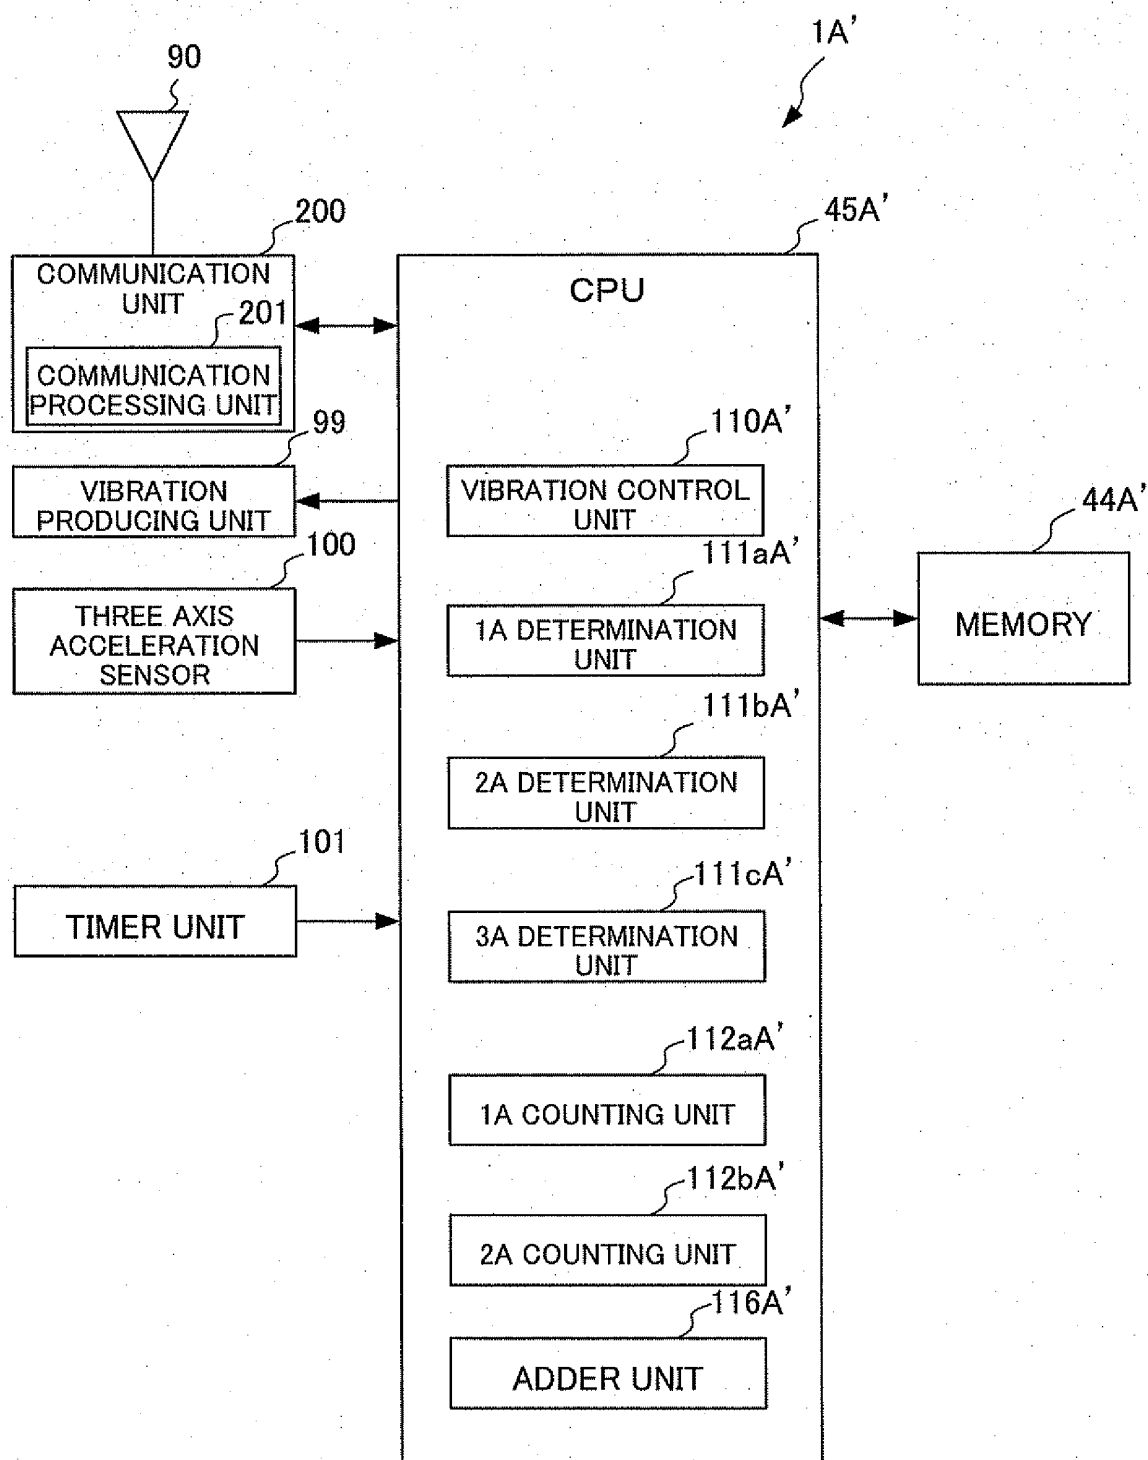 1A'
90
200
45A'
COMMUNICATION
UNIT
201
COMMUNICATION
PROCESSING UNIT
CPU
99
VIBRATION
PRODUCING UNIT
110A'
VIBRATION CONTROL
UNIT
44A'
MEMORY
100
THREE AXIS
ACCELERATION
SENSOR
111aA'
1A DETERMINATION
UNIT
111bA'
2A DETERMINATION
UNIT
101
TIMER UNIT
111cA'
3A DETERMINATION
UNIT
112aA'
1A COUNTING UNIT
112bA'
2A COUNTING UNIT
116A'
ADDER UNIT